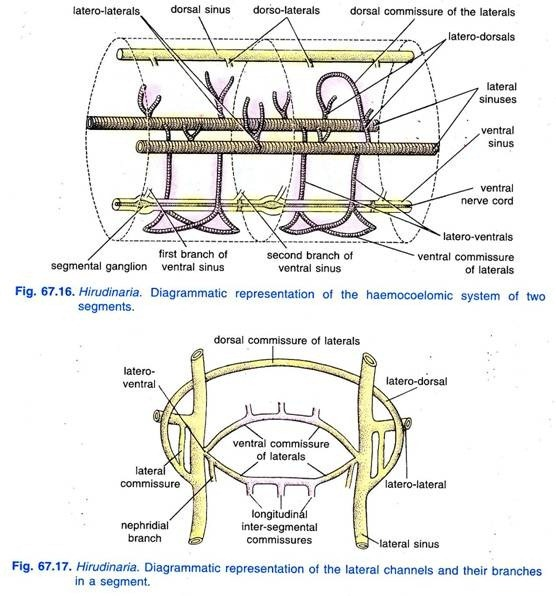 latero-laterals
dorsal sinus
dorso-laterals
dorsal commissure of the laterals
latero-dorsals
lateral
sinuses
ventral
sinus
ventral
nerve cord
latero-ventrals
segmental ganglion
first branch of
ventral sinus
second branch of
ventral sinus
ventral commissure
of laterals
Fig. 67.16. Hirudinaria. Diagrammatic representation of the haemocoelomic system of two
segments.
dorsal commissure of laterals
latero-
ventral
latero-dorsal
ventral commissure
of laterals
lateral
commissure
latero-lateral
nephridial
branch
longitudinal
inter-segmental
commissures
lateral sinus
Fig. 67.17. Hirudinaria. Diagrammatic representation of the lateral channels and their branches
in a segment.